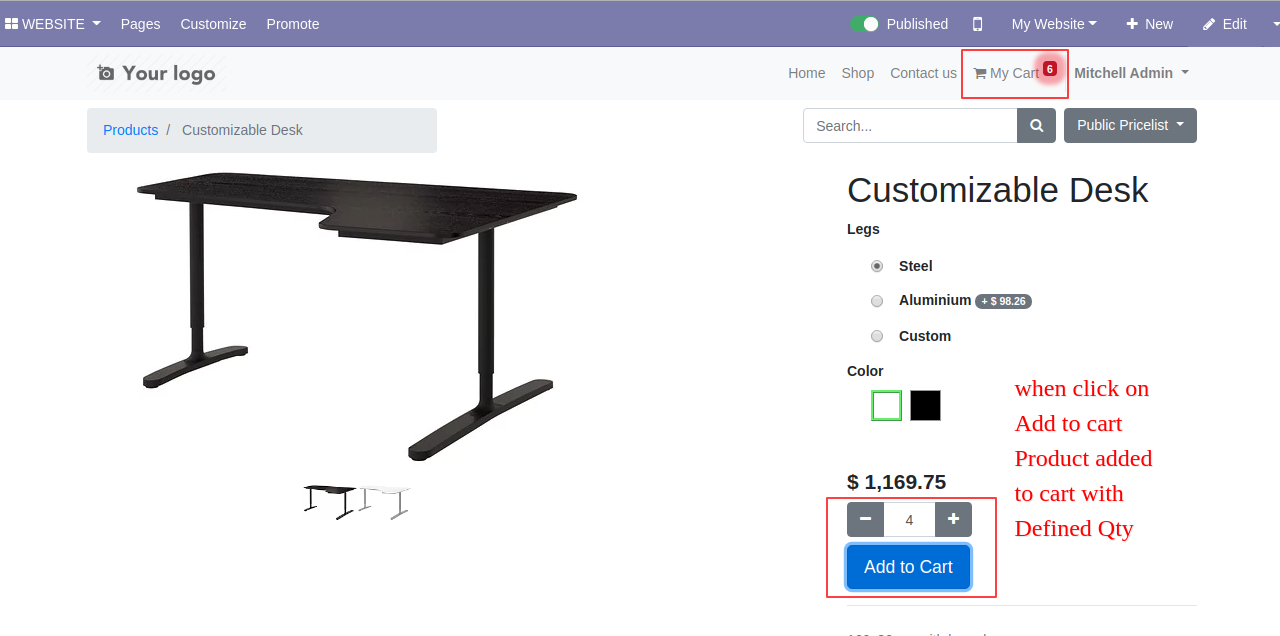 WEBSITE Pages Customize Promote Published My Website New Edit
Your logo Home Shop Contact us My Cart 6 Mitchell Admin
Products / Customizable Desk Search... Public Pricelist
Customizable Desk
Legs
Steel
Aluminium + $ 98.26
Custom
Color
when click on
Add to cart
Product added
to cart with
Defined Qty
$ 1,169.75
4
Add to Cart